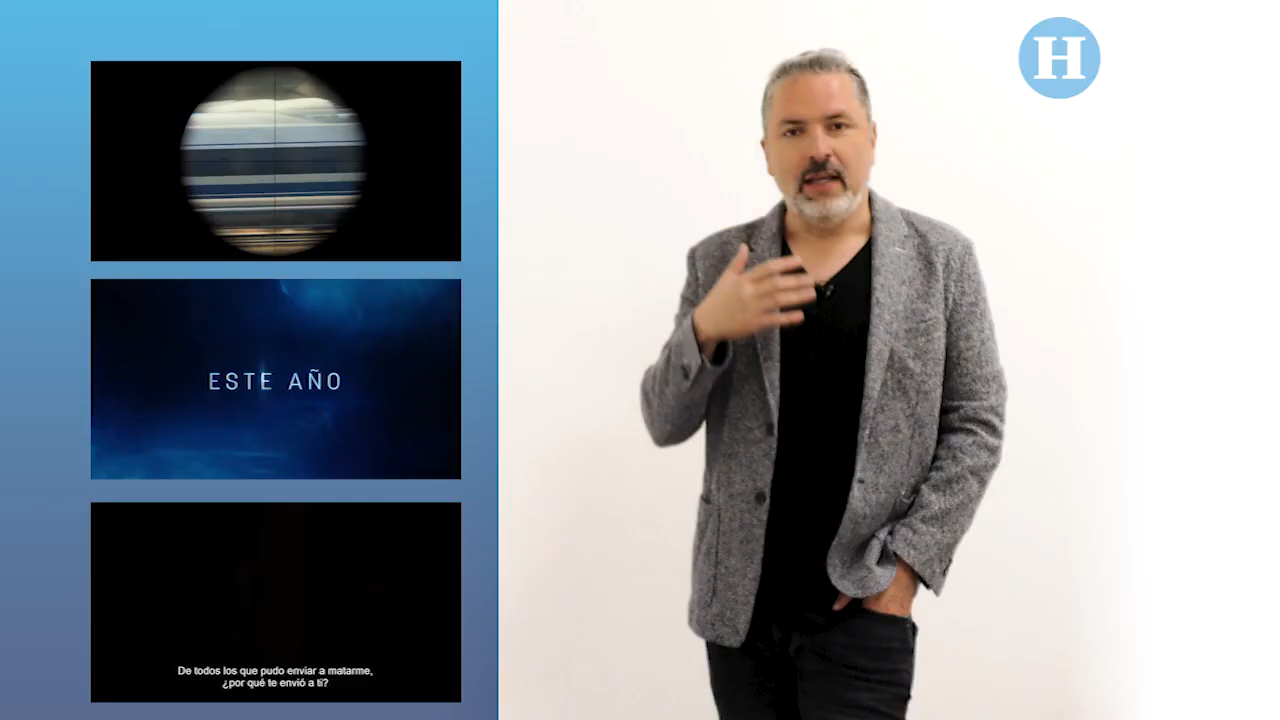 H
ESTE AÑO
De todos los que pudo enviar a matarme,
¿por qué te envió a ti?